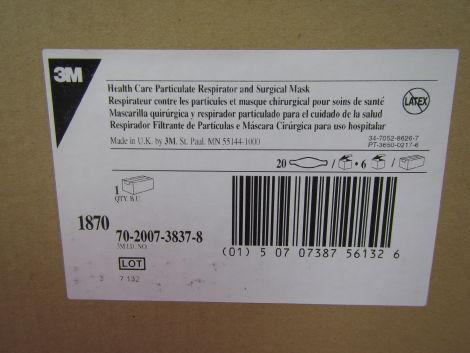 3M
Health Care Particulate Respirator and Surgical Mask
Respirateur contre les particules et masque chirurgical pour soins de santé
Mascarilla quirúrgica y respirador particulado para el cuidado de la salud
Respirador Filtrante de Partículas e Máscara Cirúrgica para uso hospitalar
LATEX
Made in U.K. by 3M. St. Paul. MN 55144-1000
34-7052-8626-7
PT-3650-0217-6
20 / • 6 /
1
QTY. B.U.
1870
70-2007-3837-8
3M I.D. NO.
LOT
(01) 5 07 07387 56132 6
3 7 132